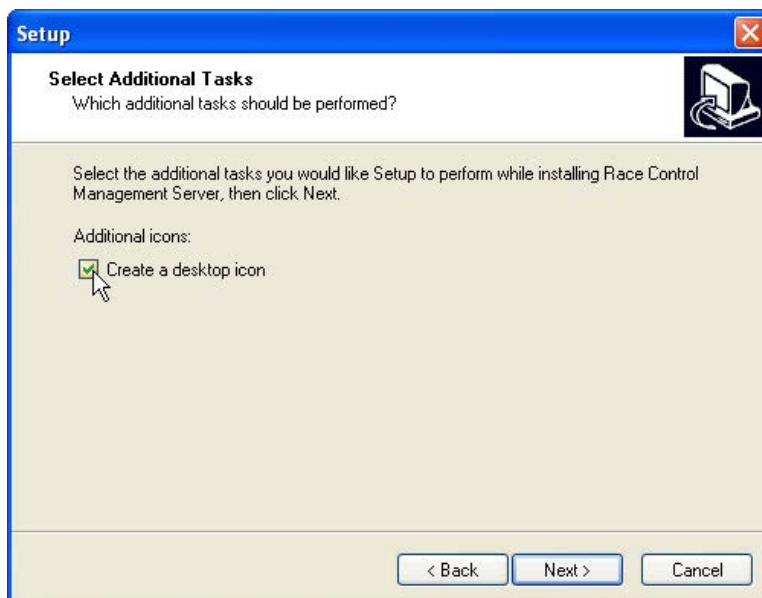 Setup
Select Additional Tasks
Which additional tasks should be performed?
Select the additional tasks you would like Setup to perform while installing Race Control
Management Server, then click Next.
Additional icons:
Create a desktop icon
< Back
Next >
Cancel